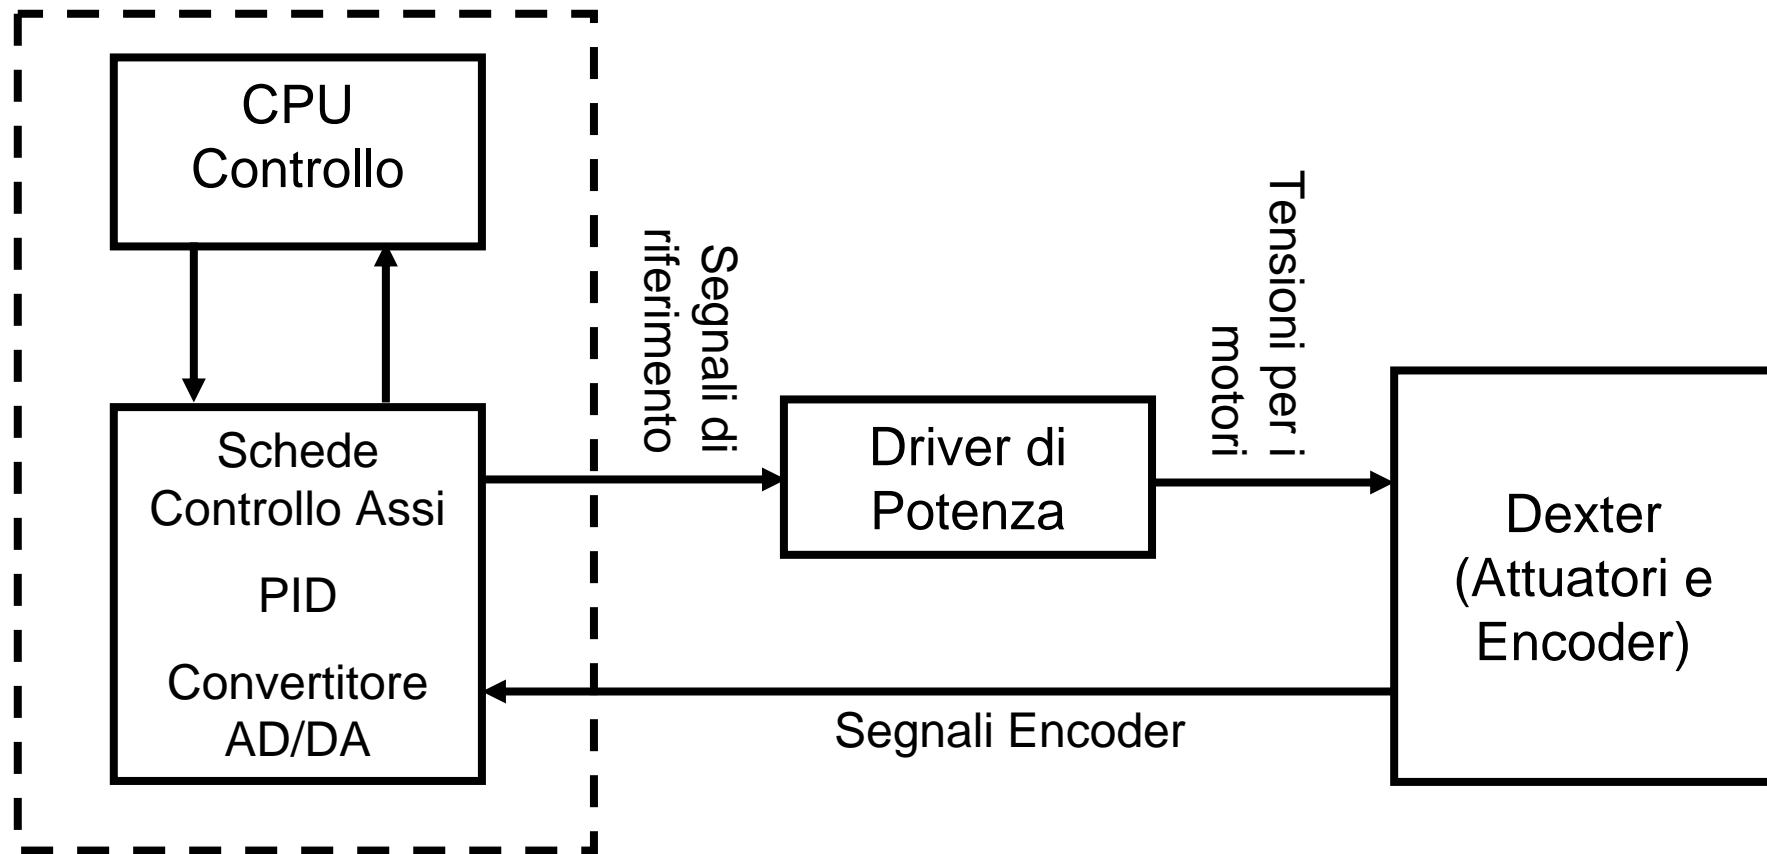 CPU
Controllo
Schede
Controllo Assi
PID
Convertitore
AD/DA
Segnali di
riferimento
Driver di
Potenza
Tensioni per i
motori
Dexter
(Attuatori e
Encoder)
Segnali Encoder